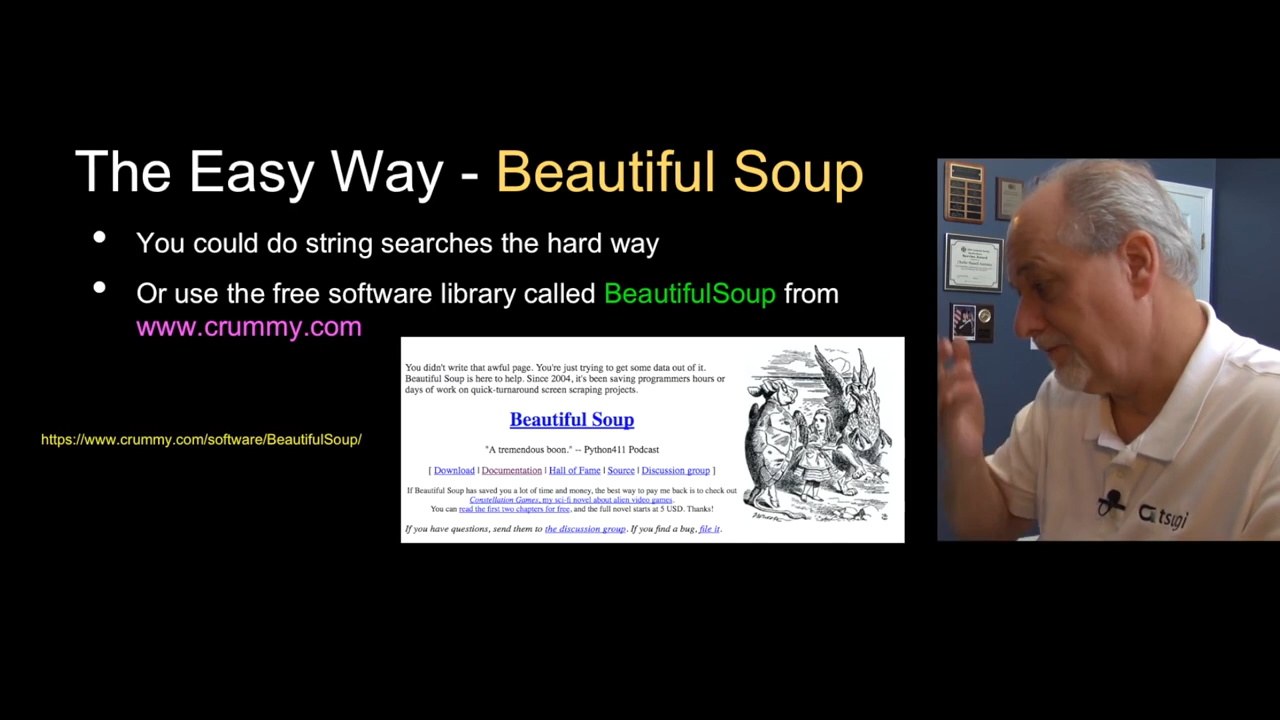 The Easy Way - Beautiful Soup
• You could do string searches the hard way
• Or use the free software library called BeautifulSoup from
www.crummy.com
https://www.crummy.com/software/BeautifulSoup/
You didn't write that awful page. You're just trying to get some data out of it.
Beautiful Soup is here to help. Since 2004, it's been saving programmers hours or
days of work on quick-turnaround screen scraping projects.
Beautiful Soup
"A tremendous boon." -- Python411 Podcast
[ Download | Documentation | Hall of Fame | Source | Discussion group ]
If Beautiful Soup has saved you a lot of time and money, the best way to pay me back is to check out
Constellation Games, my sci-fi novel about alien video games.
You can read the first two chapters for free, and the full novel starts at 5 USD. Thanks!
If you have questions, send them to the discussion group. If you find a bug, file it.
tsugi